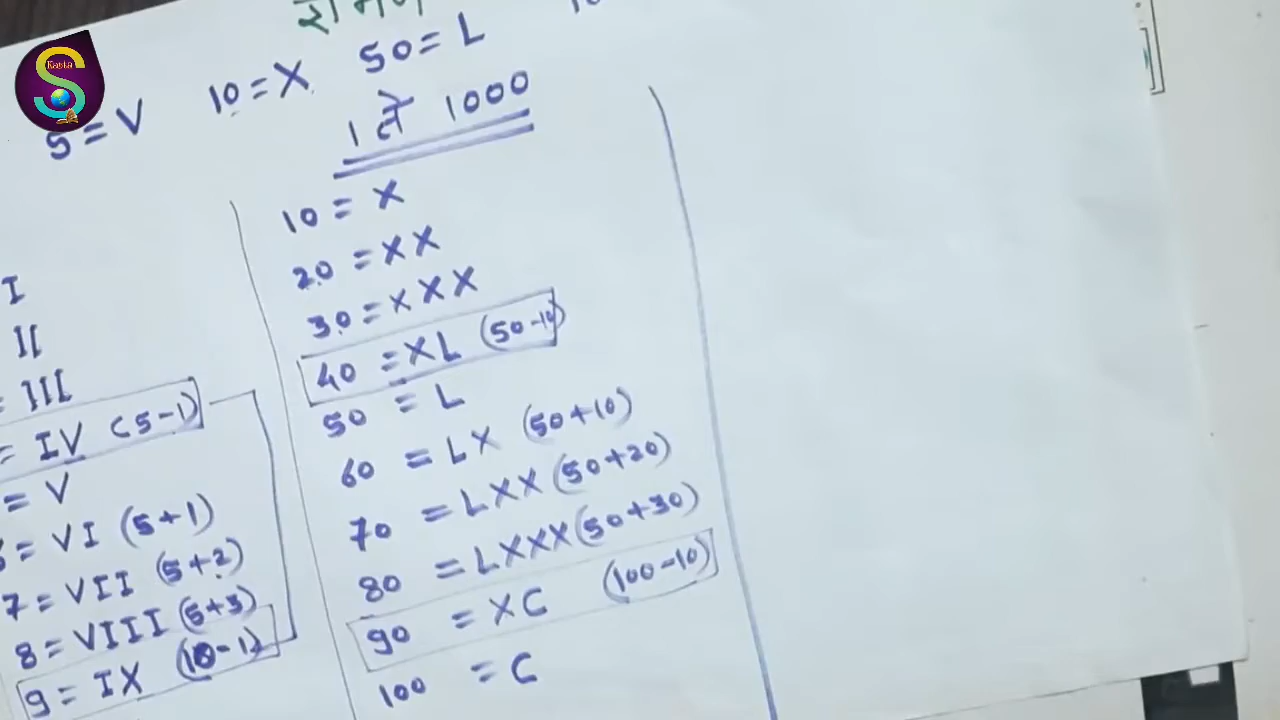 50 = L
5 = V 10 = X
1 ते 1000
I
II
= III
= IV (5-1)
= V
= VI (5+1)
7 = VII (5+2)
8 = VIII (5+3)
9 = IX (10-1)
10 = X
20 = XX
30 = XXX
40 = XL (50-10)
50 = L
60 = LX (50+10)
70 = LXX (50+20)
80 = LXXX (50+30)
90 = XC (100-10)
100 = C
Kasta
S